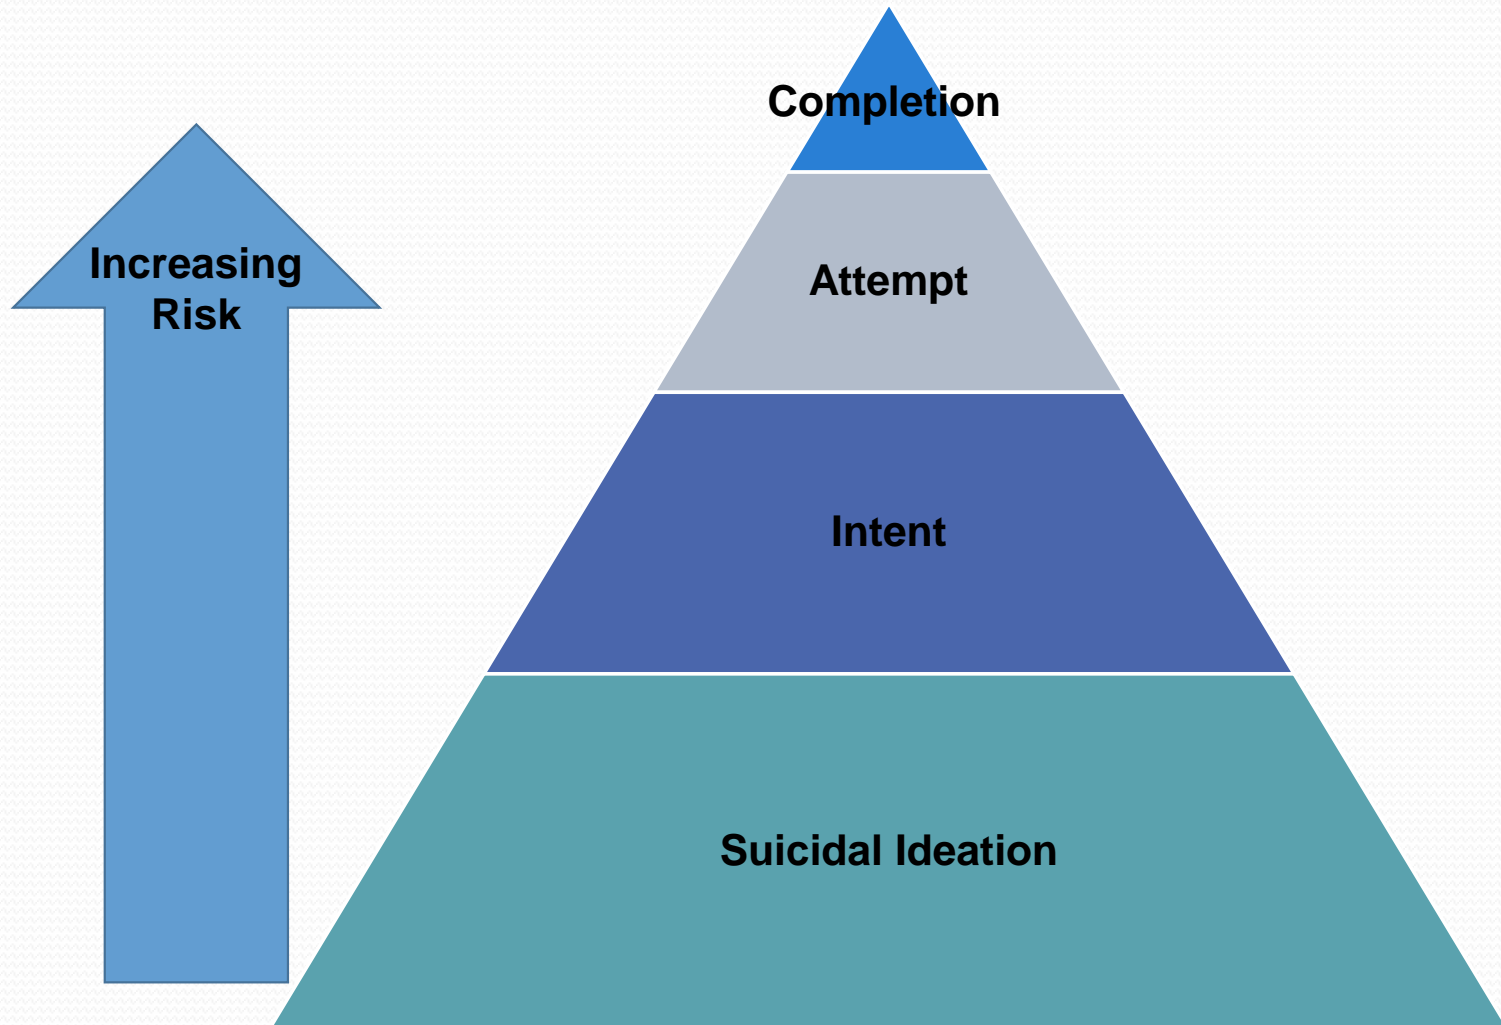 Completion
Increasing
Risk
Attempt
Intent
Suicidal Ideation